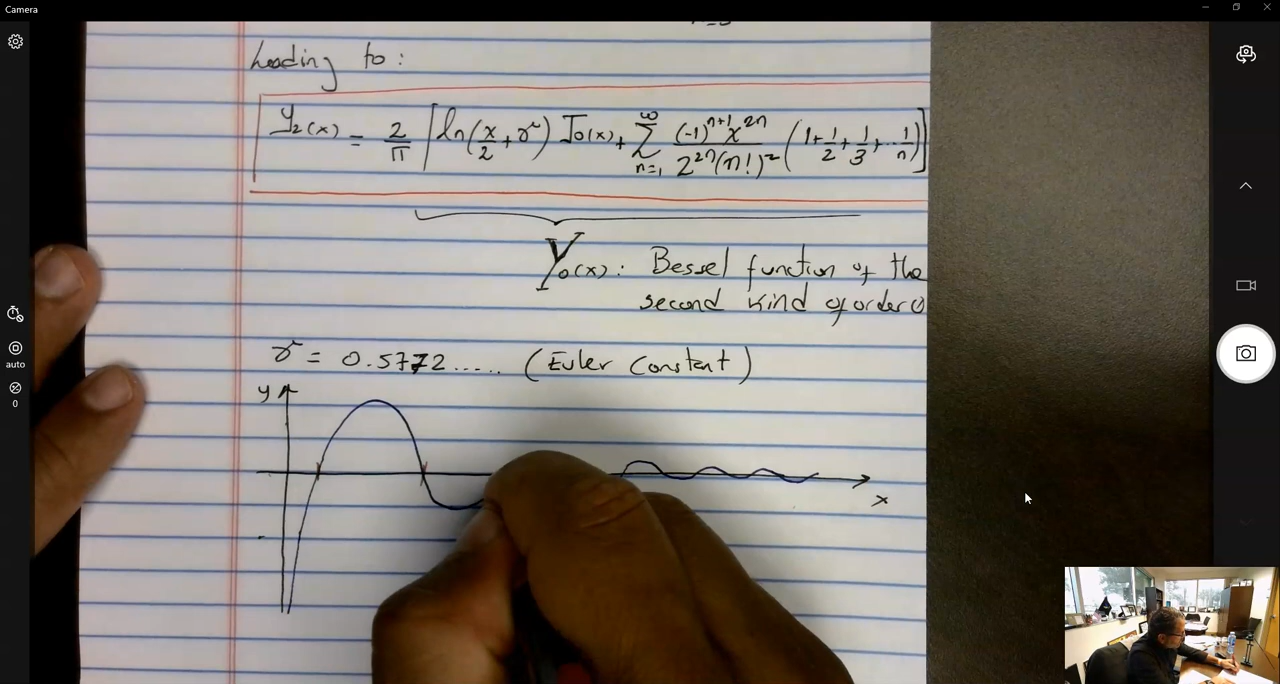 Camera
Leading to:
y₂(x) = 2/π [ln(x/2 + γ) J₀(x) + ∑_{n=1}^{∞} (-1)^{n+1} x^{2n} / 2^{2n}(n!)² (1 + 1/2 + 1/3 + ... 1/n)]
Y₀(x): Bessel function of the
second kind of order 0
γ = 0.5772..... (Euler Constant)
y
x
auto
0